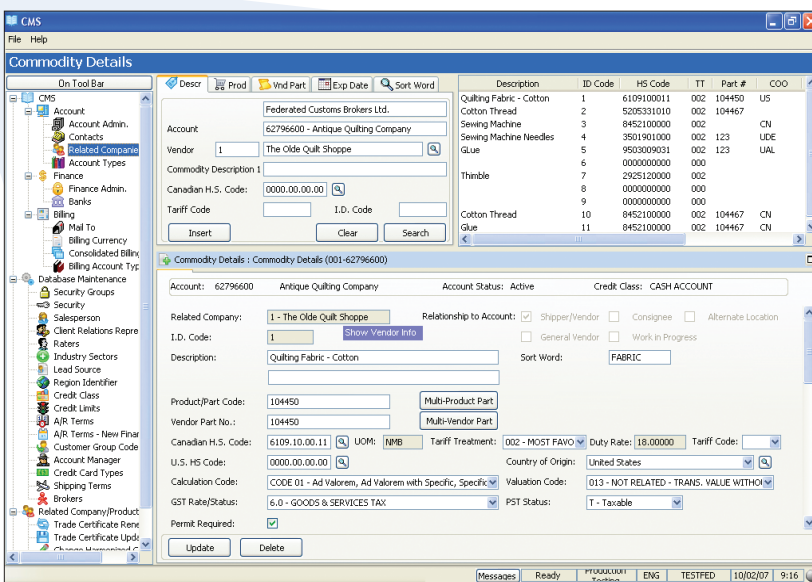 CMS
File Help
Commodity Details
On Tool Bar
CMS
Account
Account Admin.
Contacts
Related Companie
Account Types
Finance
Finance Admin.
Banks
Billing
Mail To
Billing Currency
Consolidated Billing
Billing Account Typ
Database Maintenance
Security Groups
Security
Salesperson
Client Relations Repre
Raters
Industry Sectors
Lead Source
Region Identifier
Credit Class
Credit Limits
A/R Terms
A/R Terms - New Finar
Customer Group Code
Account Manager
Credit Card Types
Shipping Terms
Brokers
Related Company/Product
Trade Certificate Rene
Trade Certificate Upda
Change Harmonized C
Descr Prod Vnd Part Exp Date Sort Word
Federated Customs Brokers Ltd.
Account 62796600 - Antique Quilting Company
Vendor 1 The Olde Quilt Shoppe
Commodity Description 1
Canadian H.S. Code: 0000.00.00.00
Tariff Code I.D. Code
Insert Clear Search
Description ID Code HS Code TT Part # COO
Quilting Fabric - Cotton 1 6109100011 002 104450 US
Cotton Thread 2 5205331010 002 104467
Sewing Machine 3 8452100000 002 CN
Sewing Machine Needles 4 3501901000 002 123 UDE
GLue 5 9503009031 002 123 UAL
6 0000000000 000
Thimble 7 2925120000 002
8 0000000000 000
9 0000000000 000
Cotton Thread 10 8452100000 002 104467 CN
Glue 11 8452100000 002 104467 CN
Commodity Details : Commodity Details (001-62796600)
Account: 62796600 Antique Quilting Company Account Status: Active Credit Class: CASH ACCOUNT
Related Company: 1 - The Olde Quilt Shoppe Relationship to Account: Shipper/Vendor Consignee Alternate Location
Show Vendor Info General Vendor Work in Progress
I.D. Code: 1
Description: Quilting Fabric - Cotton Sort Word: FABRIC
Product/Part Code: 104450 Multi-Product Part
Vendor Part No.: 104450 Multi-Vendor Part
Canadian H.S. Code: 6109.10.00.11 UOM: NMB Tariff Treatment: 002 - MOST FAVO Duty Rate: 18.00000 Tariff Code:
U.S. HS Code: 0000.00.00.00 Country of Origin: United States
Calculation Code: CODE 01 - Ad Valorem, Ad Valorem with Specific, Specific Valuation Code: 013 - NOT RELATED - TRANS. VALUE WITHO
GST Rate/Status: 6.0 - GOODS & SERVICES TAX PST Status: T - Taxable
Permit Required:
Update Delete
Messages Ready Production Testing ENG TESTFED 10/02/07 9:16